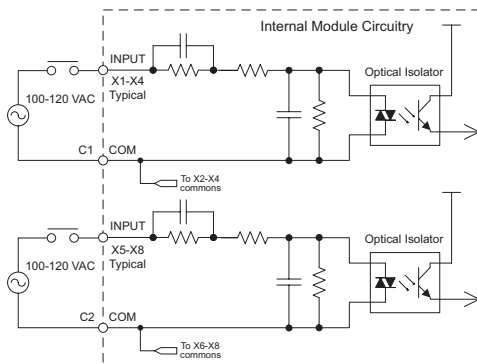 Internal Module Circuitry
INPUT
X1-X4
Typical
100-120 VAC
Optical Isolator
C1 COM
To X2-X4
commons
INPUT
X5-X8
Typical
100-120 VAC
Optical Isolator
C2 COM
To X6-X8
commons